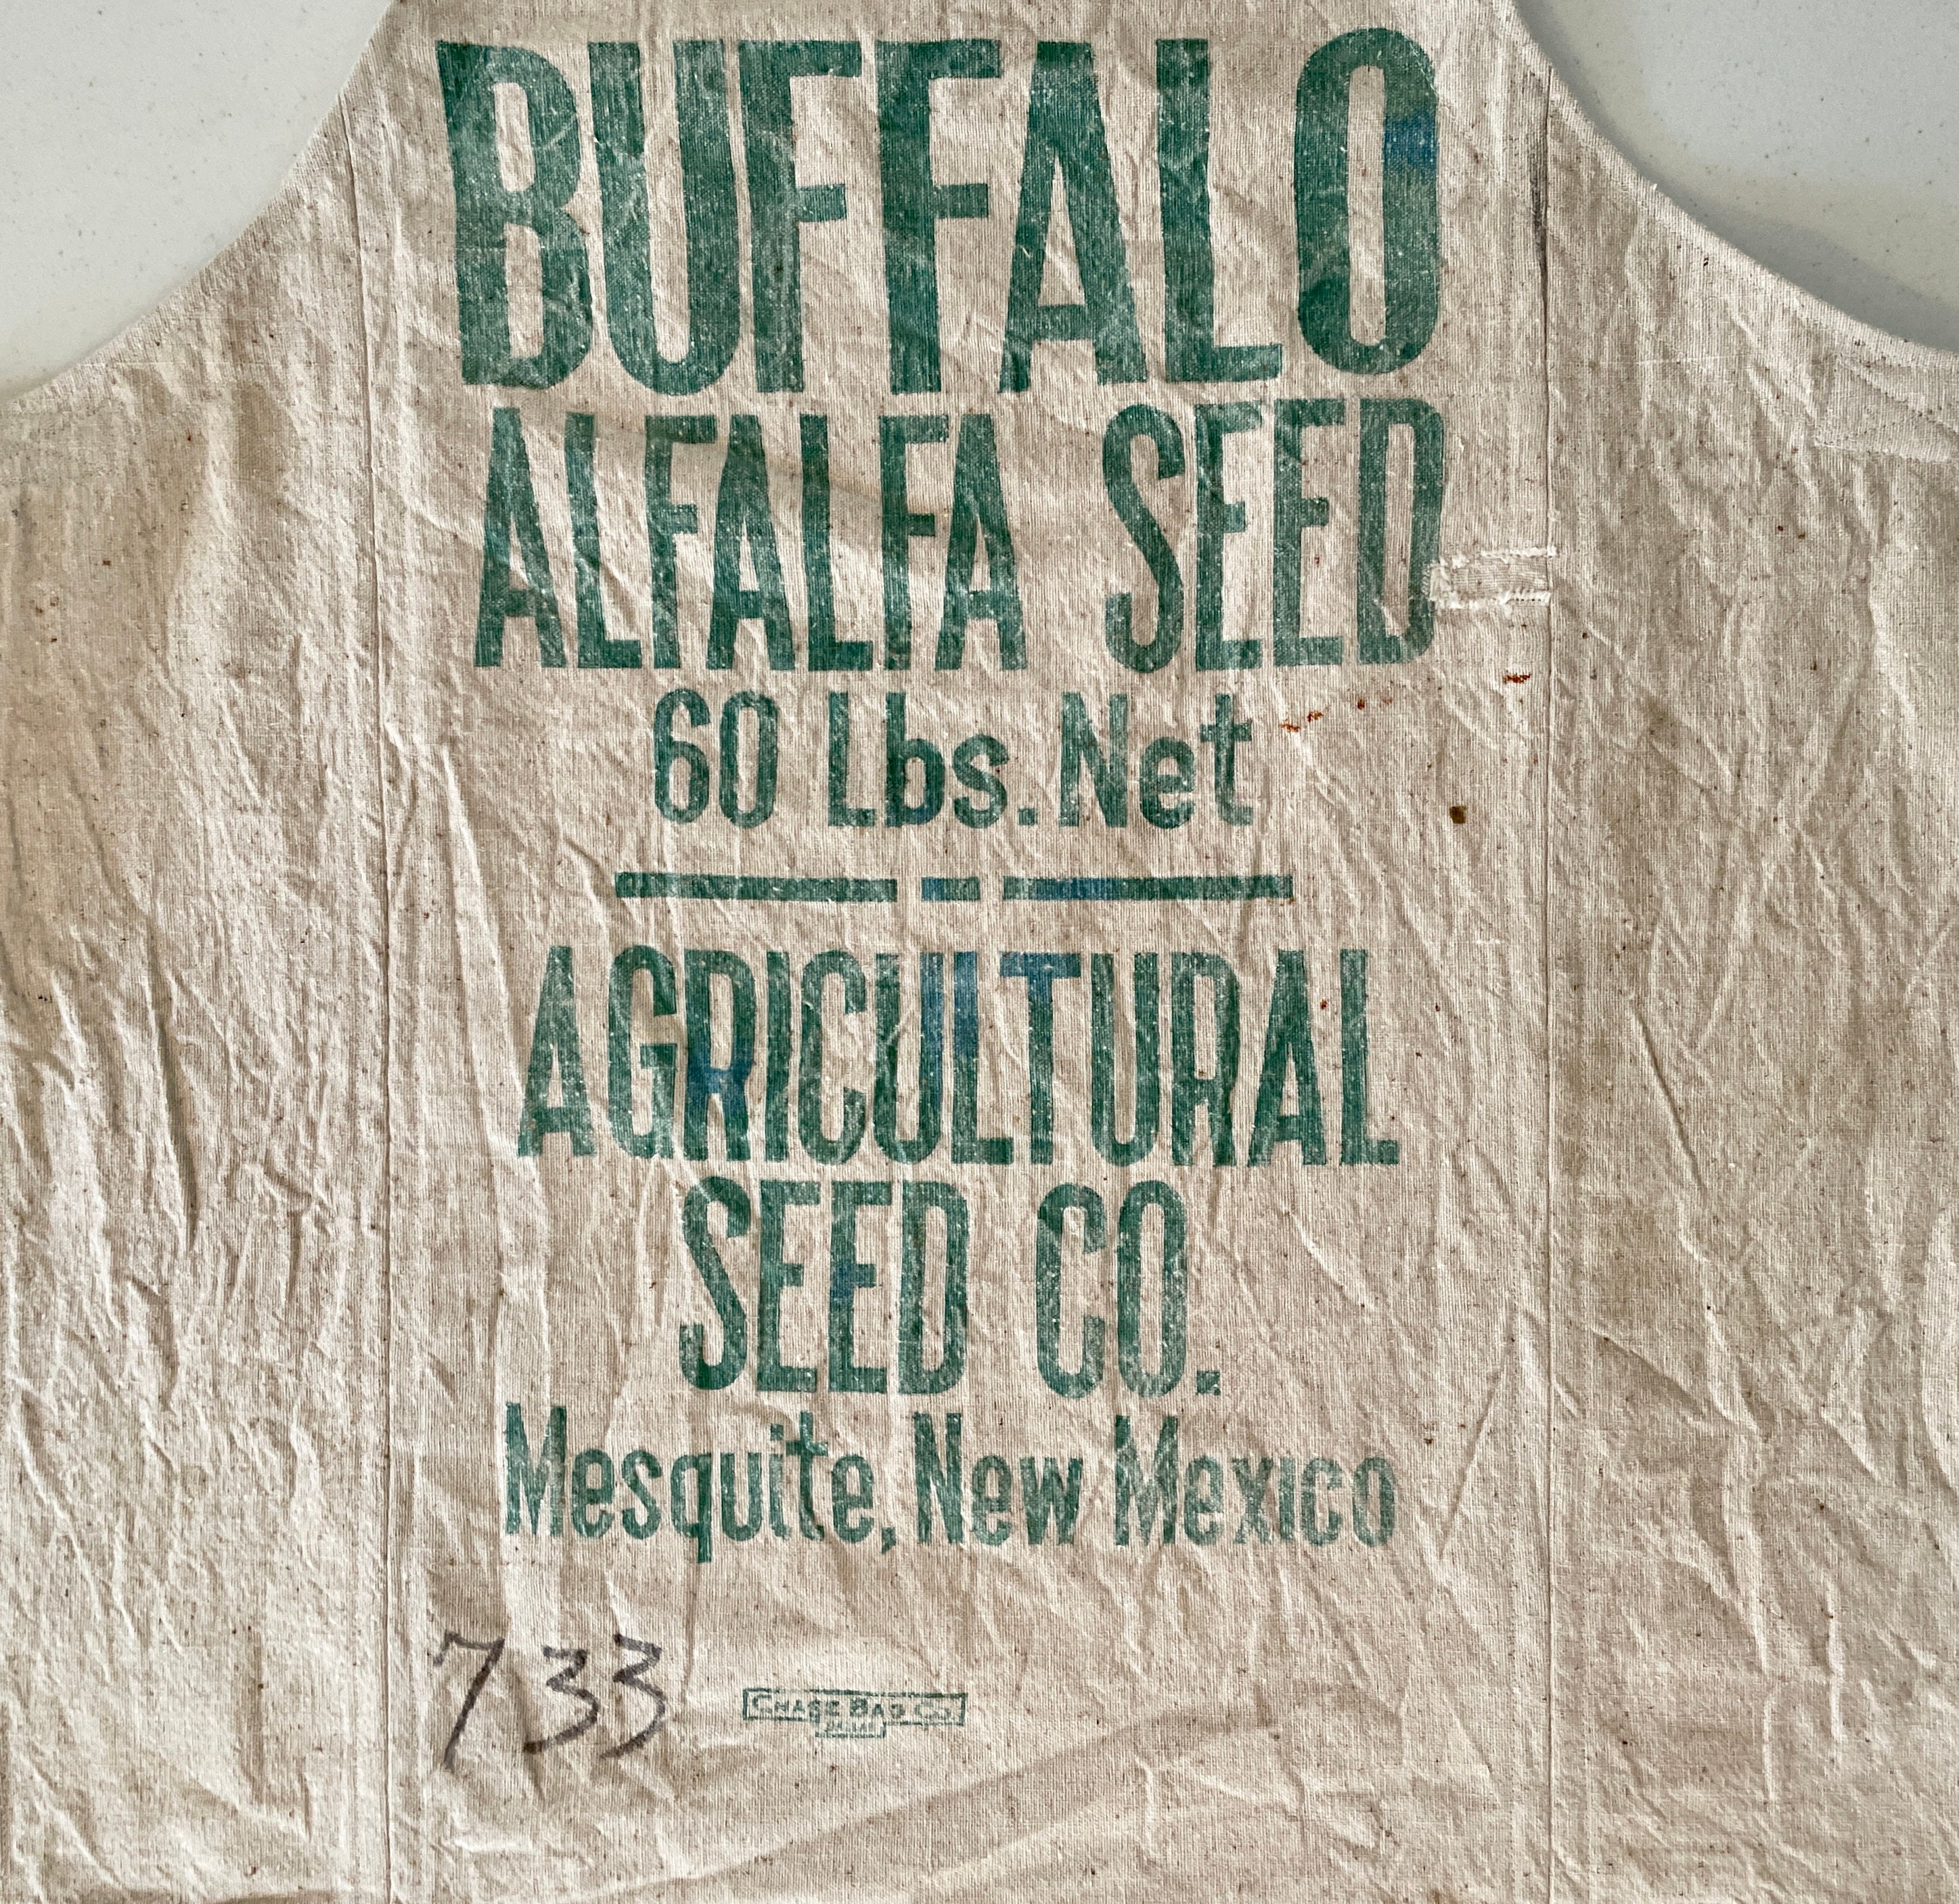 BUFFALO
ALFALFA SEED
60 Lbs. Net
AGRICULTURAL
SEED CO.
Mesquite, New Mexico
733
CHASE BAG CO.